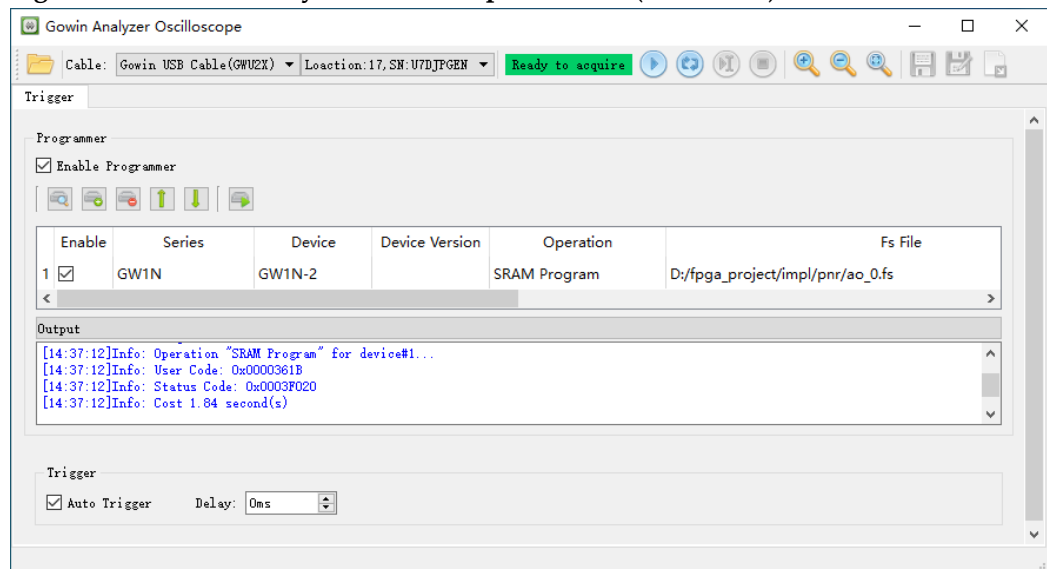 Gowin Analyzer Oscilloscope
Cable: Gowin USB Cable(GWU2X) Loaction:17,SN:U7DJPGEN Ready to acquire
Trigger
Programmer
Enable Programmer
Enable Series Device Device Version Operation Fs File
1 GW1N GW1N-2 SRAM Program D:/fpga_project/impl/pnr/ao_0.fs
Output
[14:37:12]Info: Operation "SRAM Program" for device#1...
[14:37:12]Info: User Code: 0x0000361B
[14:37:12]Info: Status Code: 0x0003F020
[14:37:12]Info: Cost 1.84 second(s)
Trigger
Auto Trigger Delay: 0ms